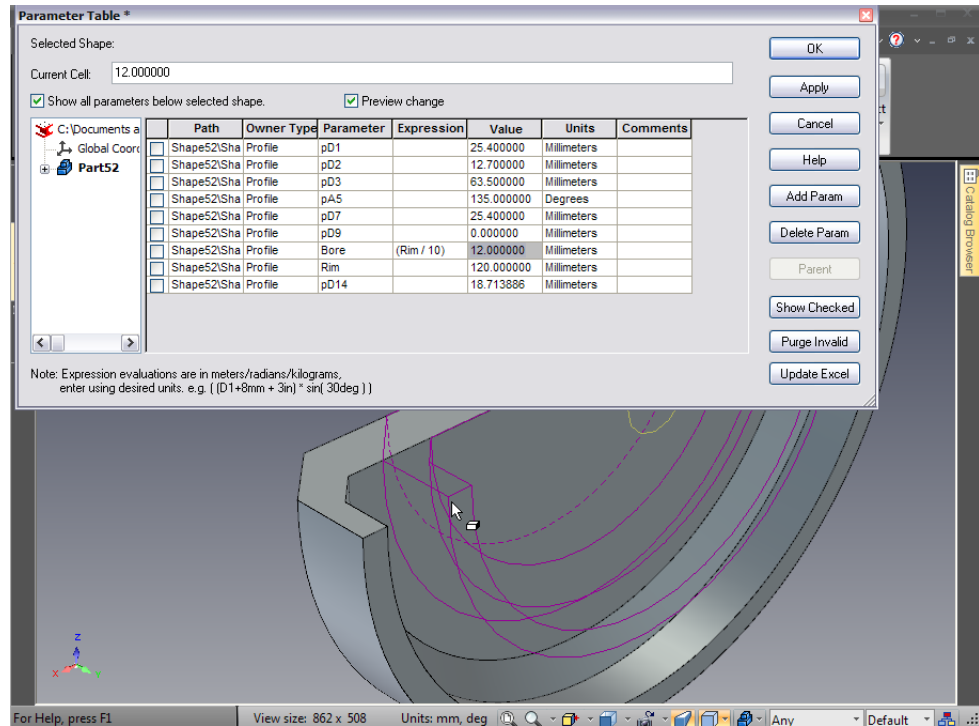 Parameter Table *
Selected Shape:
OK
Current Cell: 12.000000
Apply
Show all parameters below selected shape. Preview change
C:\Documents a
Global Coord
Part52
Path Owner Type Parameter Expression Value Units Comments
Shape52\Sha Profile pD1 25.400000 Millimeters
Shape52\Sha Profile pD2 12.700000 Millimeters
Shape52\Sha Profile pD3 63.500000 Millimeters
Shape52\Sha Profile pA5 135.000000 Degrees
Shape52\Sha Profile pD7 25.400000 Millimeters
Shape52\Sha Profile pD9 0.000000 Millimeters
Shape52\Sha Profile Bore (Rim / 10) 12.000000 Millimeters
Shape52\Sha Profile Rim 120.000000 Millimeters
Shape52\Sha Profile pD14 18.713886 Millimeters
Cancel
Help
Add Param
Delete Param
Parent
Show Checked
Purge Invalid
Update Excel
Note: Expression evaluations are in meters/radians/kilograms,
enter using desired units. e.g. ( (D1+8mm + 3in) * sin( 30deg ) )
ct
Catalog Browser
z
x
For Help, press F1 View size: 862 x 508 Units: mm, deg Any Default